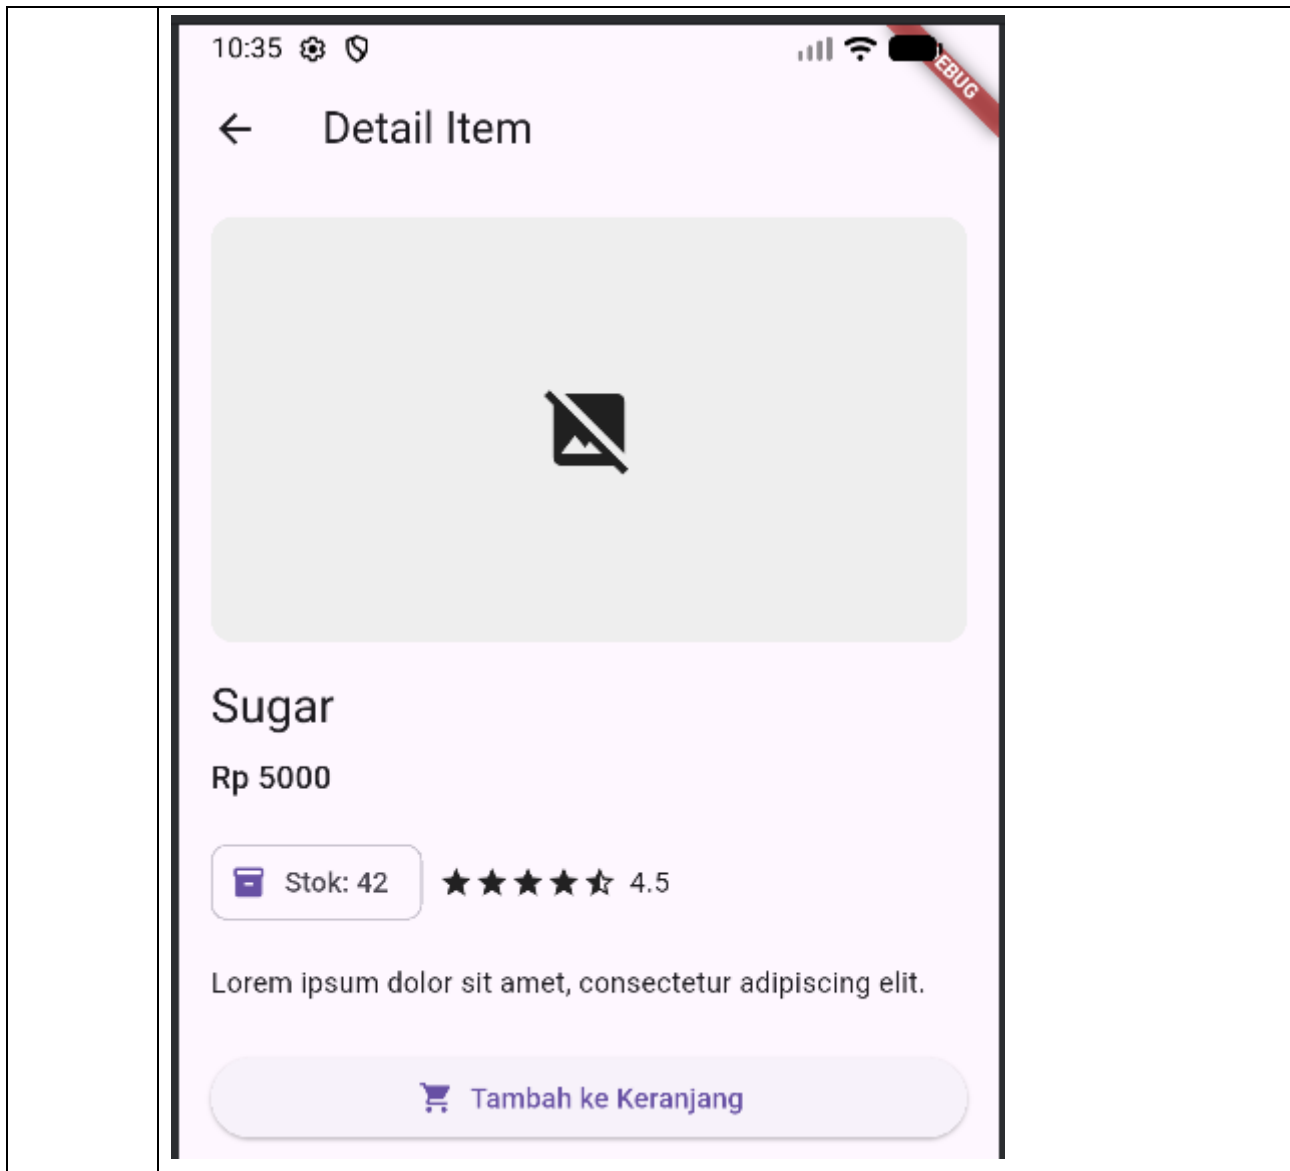 10:35
EBUG
Detail Item
Sugar
Rp 5000
Stok: 42
4.5
Lorem ipsum dolor sit amet, consectetur adipiscing elit.
Tambah ke Keranjang